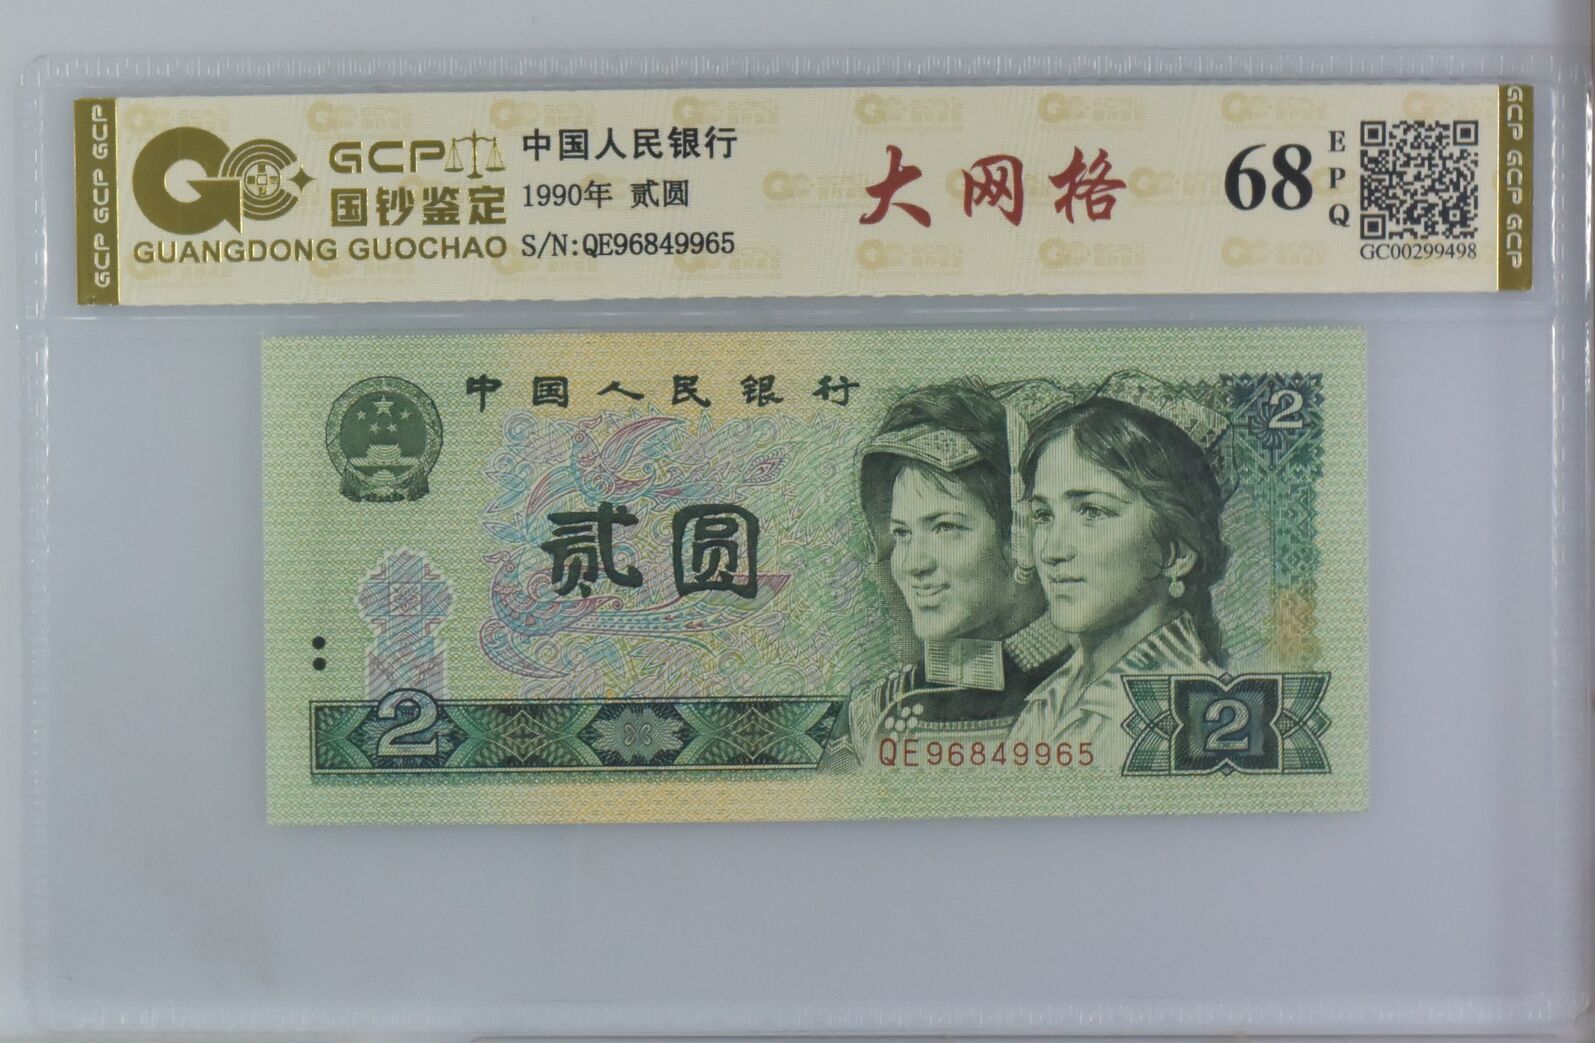 GCP
国钞鉴定
GUANGDONG GUOCHAO
中国人民银行
1990年 贰圆
S/N:QE96849965
大网格
68
EPQ
GC00299498
GCP GCP GCP
GCP GCP GCP
中国人民银行
2
贰圆
2
QE96849965
2